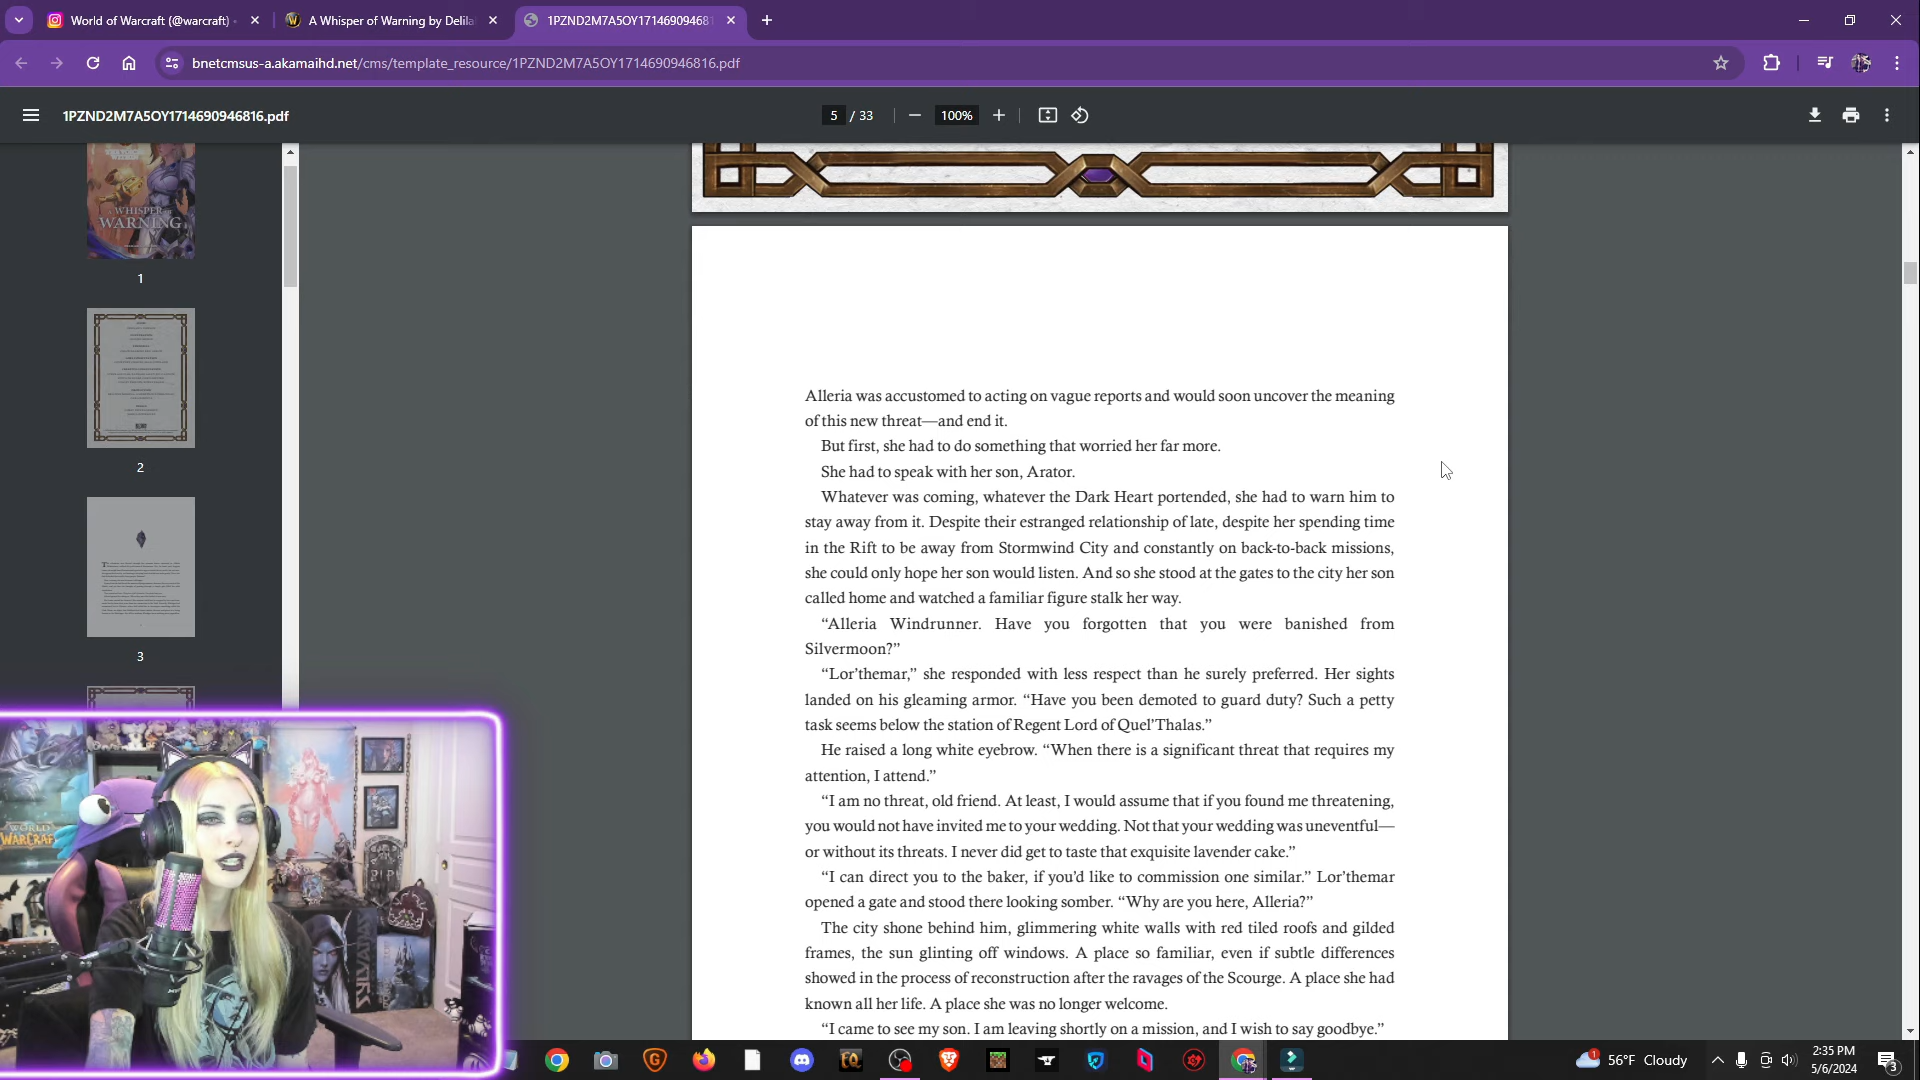 World of Warcraft (@warcraft)
A Whisper of Warning by Delila
1PZND2M7A5OY1714690946816
bnetcmsus-a.akamaihd.net/cms/template_resource/1PZND2M7A5OY1714690946816.pdf
1PZND2M7A5OY1714690946816.pdf
5 / 33
100%
WARNING
1
2
3
Alleria was accustomed to acting on vague reports and would soon uncover the meaning
of this new threat—and end it.
But first, she had to do something that worried her far more.
She had to speak with her son, Arator.
Whatever was coming, whatever the Dark Heart portended, she had to warn him to
stay away from it. Despite their estranged relationship of late, despite her spending time
in the Rift to be away from Stormwind City and constantly on back-to-back missions,
she could only hope her son would listen. And so she stood at the gates to the city her son
called home and watched a familiar figure stalk her way.
“Alleria Windrunner. Have you forgotten that you were banished from
Silvermoon?”
“Lor’themar,” she responded with less respect than he surely preferred. Her sights
landed on his gleaming armor. “Have you been demoted to guard duty? Such a petty
task seems below the station of Regent Lord of Quel’Thalas.”
He raised a long white eyebrow. “When there is a significant threat that requires my
attention, I attend.”
“I am no threat, old friend. At least, I would assume that if you found me threatening,
you would not have invited me to your wedding. Not that your wedding was uneventful—
or without its threats. I never did get to taste that exquisite lavender cake.”
“I can direct you to the baker, if you’d like to commission one similar.” Lor’themar
opened a gate and stood there looking somber. “Why are you here, Alleria?”
The city shone behind him, glimmering white walls with red tiled roofs and gilded
frames, the sun glinting off windows. A place so familiar, even if subtle differences
showed in the process of reconstruction after the ravages of the Scourge. A place she had
known all her life. A place she was no longer welcome.
“I came to see my son. I am leaving shortly on a mission, and I wish to say goodbye.”
WORLD
WARCRAFT
56°F Cloudy
2:35 PM
5/6/2024
3